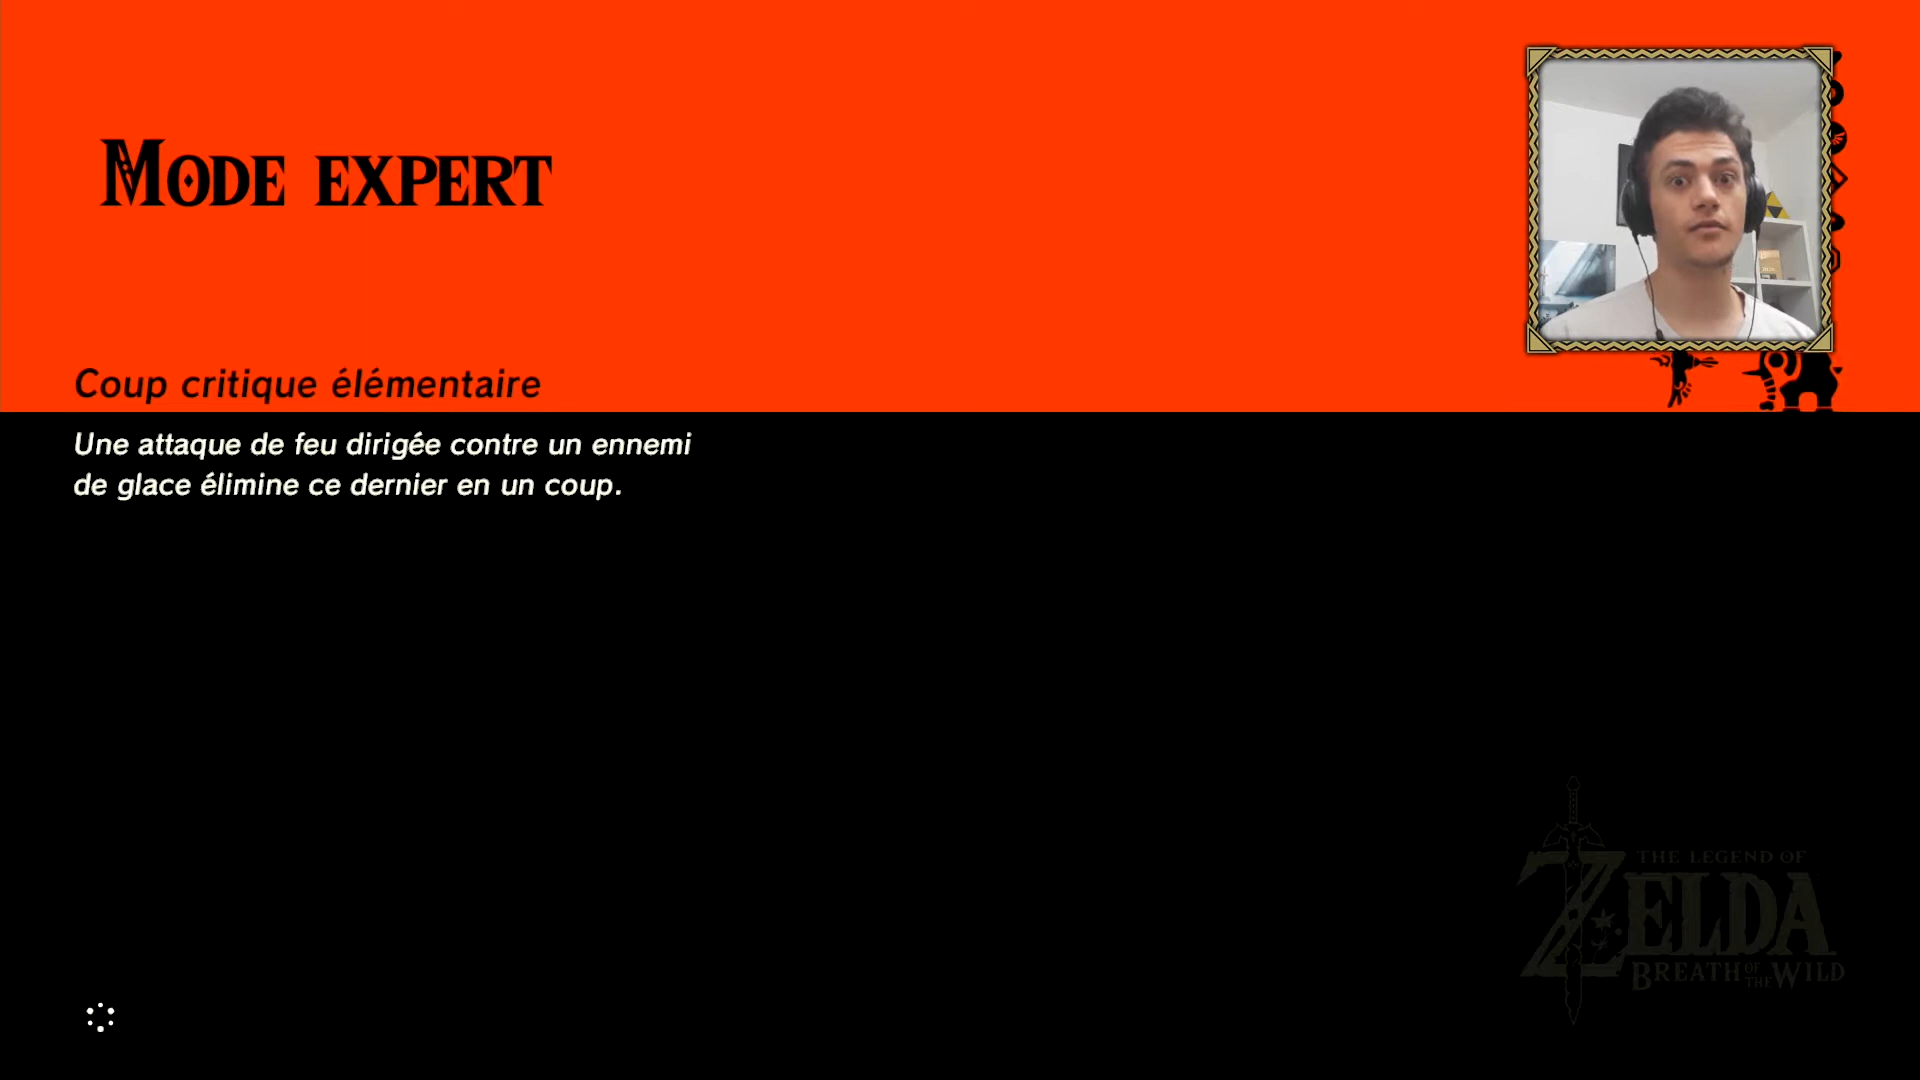 Mode expert
Coup critique élémentaire
Une attaque de feu dirigée contre un ennemi
de glace élimine ce dernier en un coup.
THE LEGEND OF
ZELDA
BREATH OF THE WILD